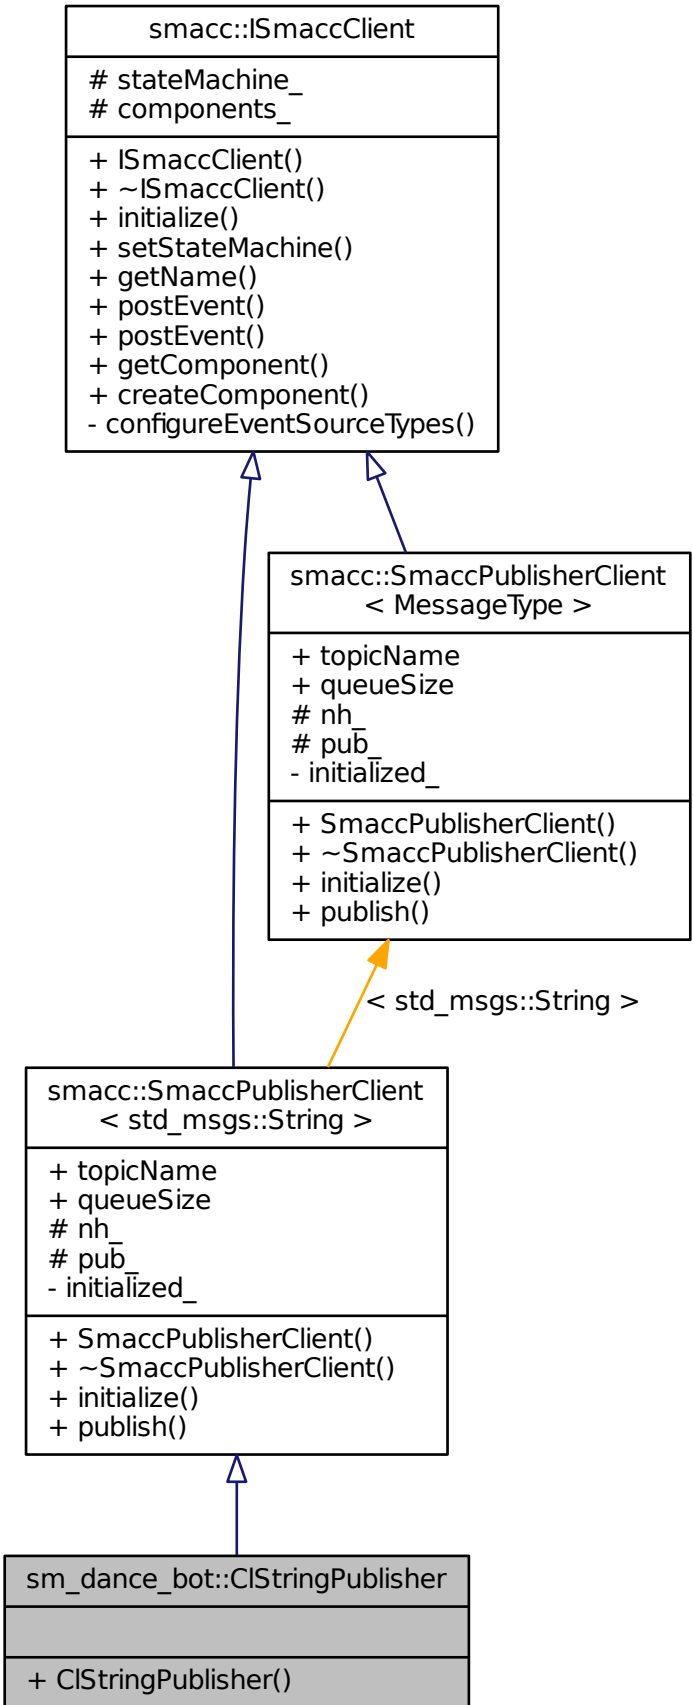 smacc::ISmaccClient
# stateMachine_
# components_
+ ISmaccClient()
+ ~ISmaccClient()
+ initialize()
+ setStateMachine()
+ getName()
+ postEvent()
+ postEvent()
+ getComponent()
+ createComponent()
- configureEventSourceTypes()
smacc::SmaccPublisherClient
< MessageType >
+ topicName
+ queueSize
# nh_
# pub_
- initialized_
+ SmaccPublisherClient()
+ ~SmaccPublisherClient()
+ initialize()
+ publish()
< std_msgs::String >
smacc::SmaccPublisherClient
< std_msgs::String >
+ topicName
+ queueSize
# nh_
# pub_
- initialized_
+ SmaccPublisherClient()
+ ~SmaccPublisherClient()
+ initialize()
+ publish()
sm_dance_bot::ClStringPublisher
+ ClStringPublisher()